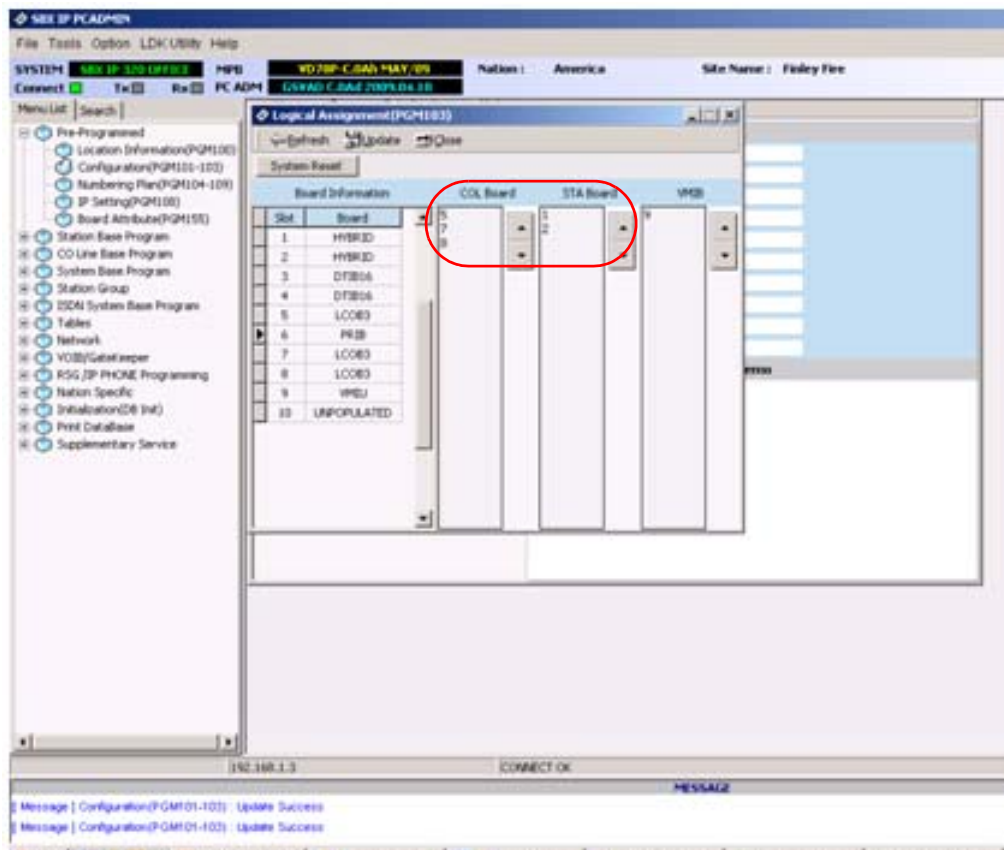 SBX IP PCADMIN
File Tools Option LDK Utility Help
SYSTEM SBX IP 320 OFFICE MPB VD78P-C.0Ah MAY/09 Nation : America Site Name : Finley Fire
Connect Tx Rx PC ADM GS9AD C.0Ad 2009.04.10
Menu List Search
Pre-Programmed
Location Information(PGM100)
Configuration(PGM101-103)
Numbering Plan(PGM104-109)
IP Setting(PGM108)
Board Attribute(PGM155)
Station Base Program
CO Line Base Program
System Base Program
Station Group
ISDN System Base Program
Tables
Network
VOIB/GateKeeper
RSG /IP PHONE Programming
Nation Specific
Initialization(DB Init)
Print DataBase
Supplementary Service
Logical Assignment(PGM103)
Refresh Update Close
System Reset
Board Information COL Board STA Board VMIB
Slot Board
1 HYBRID
2 HYBRID
3 DTIB16
4 DTIB16
5 LCOB3
6 PRIB
7 LCOB3
8 LCOB3
9 VMIU
10 UNPOPULATED
5
7
8
1
2
9
192.168.1.3 CONNECT OK
MESSAGE
[ Message ] Configuration(PGM101-103) : Update Success
[ Message ] Configuration(PGM101-103) : Update Success